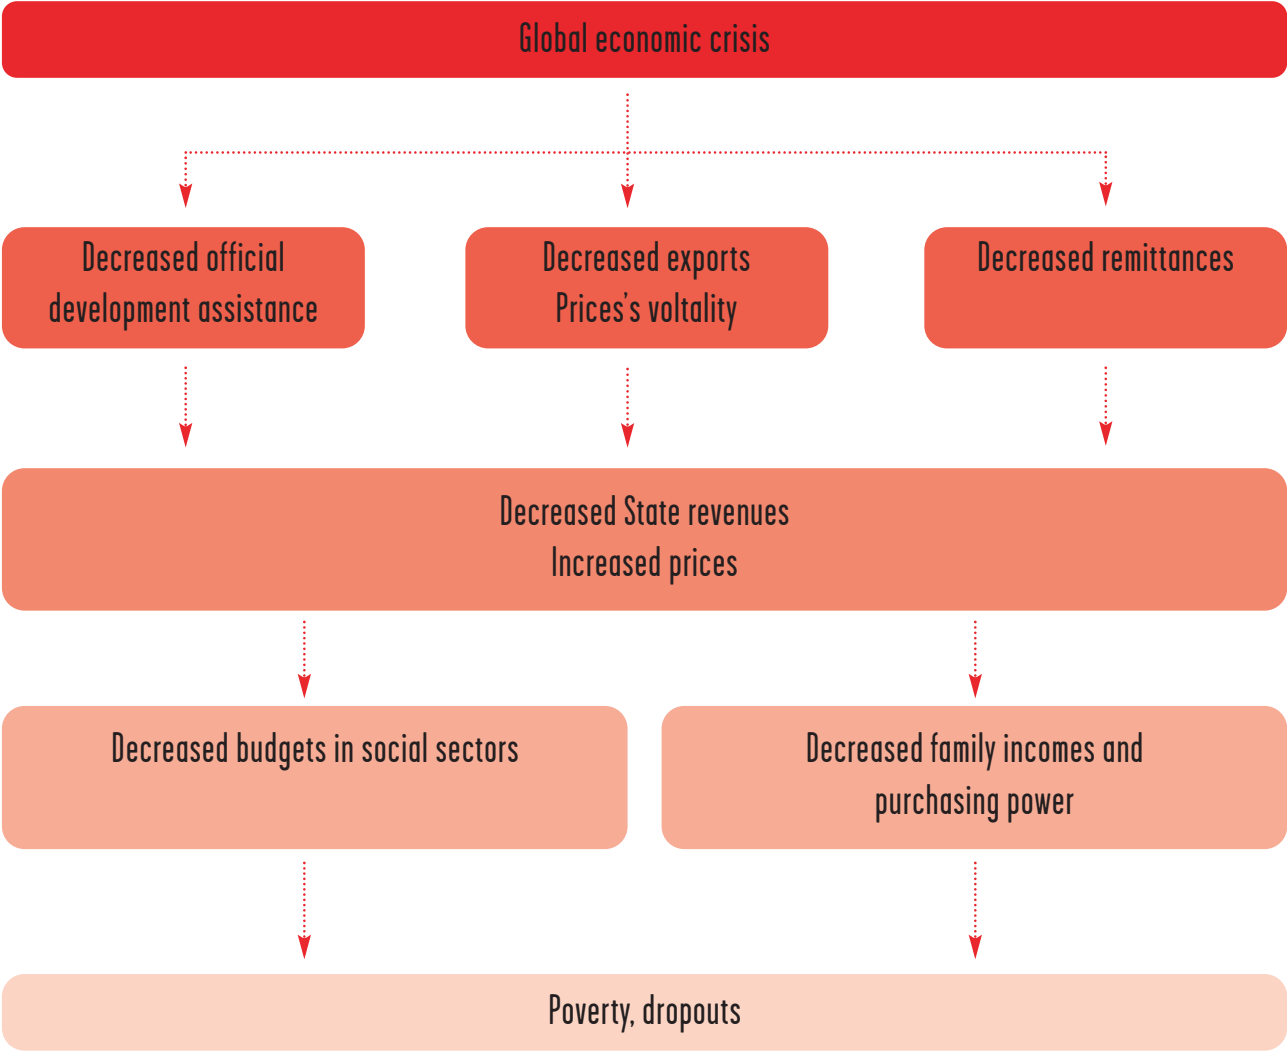 Global economic crisis
Decreased official
development assistance
Decreased exports
Prices's voltality
Decreased remittances
Decreased State revenues
Increased prices
Decreased budgets in social sectors
Decreased family incomes and
purchasing power
Poverty, dropouts